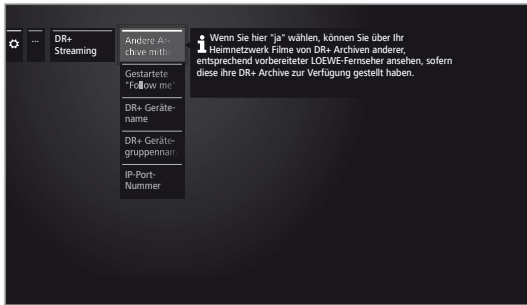 ...
DR+
Streaming
Andere Ar-
chive mitbe
Gestartete
"Follow me"
DR+ Geräte-
name
DR+ Geräte-
gruppennam
IP-Port-
Nummer
Wenn Sie hier "ja" wählen, können Sie über Ihr
Heimnetzwerk Filme von DR+ Archiven anderer,
entsprechend vorbereiteter LOEWE-Fernseher ansehen, sofern
diese ihre DR+ Archive zur Verfügung gestellt haben.